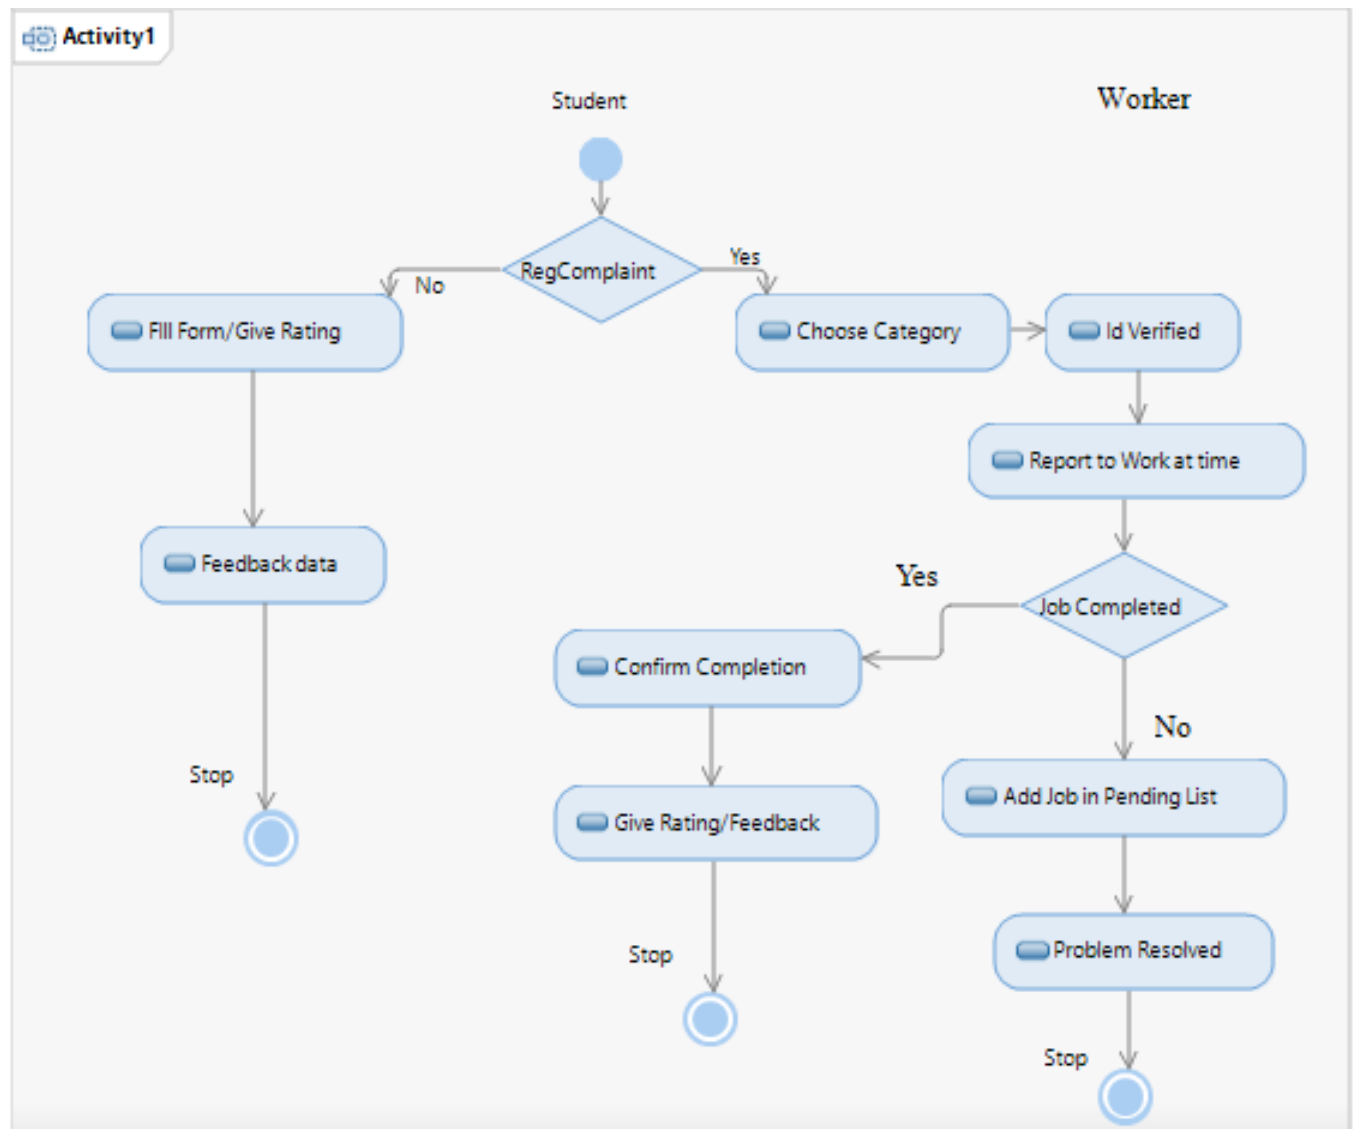 Activity1
Student
Worker
RegComplaint
Yes
No
FIll Form/Give Rating
Choose Category
Id Verified
Report to Work at time
Feedback data
Yes
Job Completed
Confirm Completion
No
Stop
Add Job in Pending List
Give Rating/Feedback
Stop
Problem Resolved
Stop